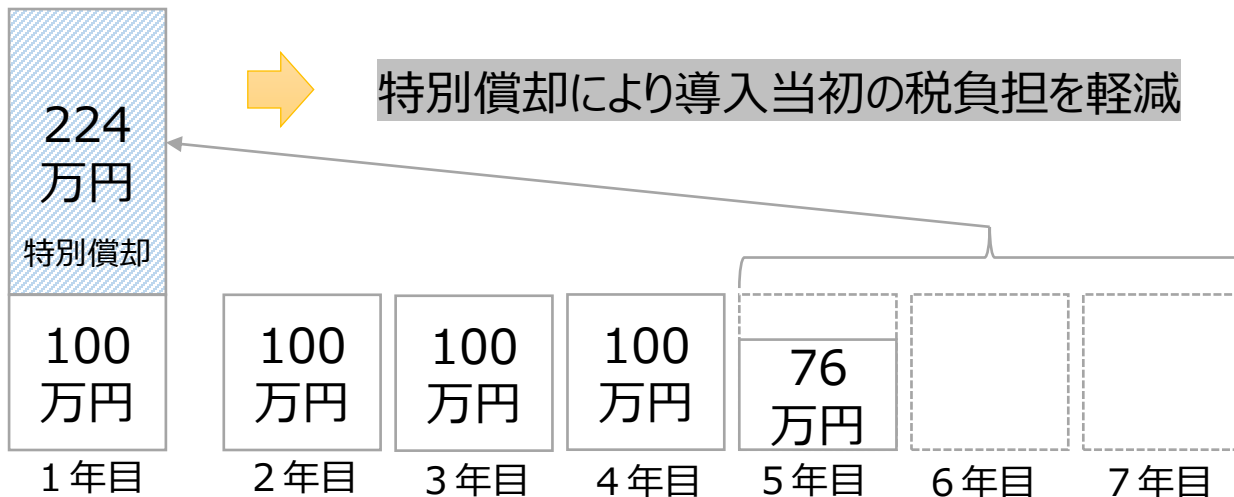 特別償却により導入当初の税負担を軽減
224
万円
特別償却
100
万円
100
万円
100
万円
100
万円
76
万円
1年目
2年目
3年目
4年目
5年目
6年目
7年目